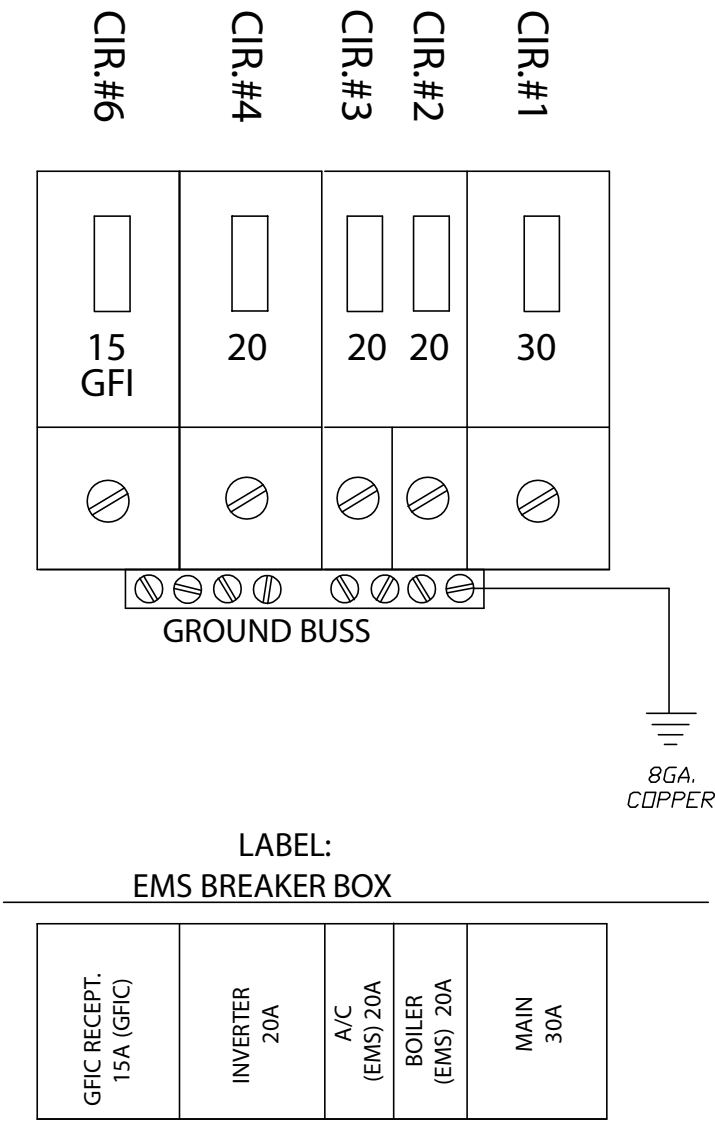 CIR.#6
CIR.#4
CIR.#3
CIR.#2
CIR.#1
15
GFI
20
20
20
30
GROUND BUSS
8GA.
COPPER
LABEL:
EMS BREAKER BOX
GFIC RECEPT.
15A (GFIC)
INVERTER
20A
A/C
(EMS) 20A
BOILER
(EMS) 20A
MAIN
30A